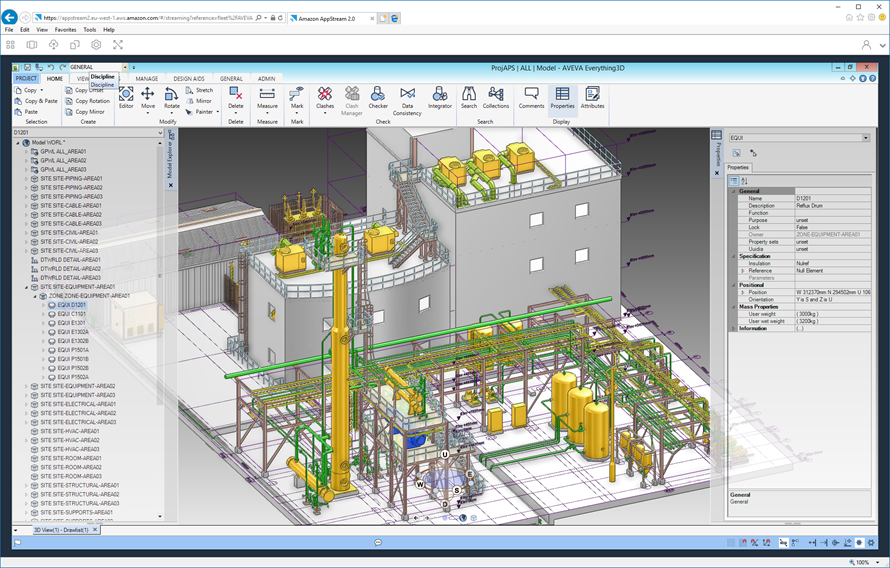 https://appstream2.eu-west-1.aws.amazon.com/#/streaming?reference=fleet%2FAVEVA
Amazon AppStream 2.0
File Edit View Favorites Tools Help
GENERAL
ProjAPS | ALL | Model - AVEVA Everything3D
PROJECT HOME VIEW MANAGE DESIGN AIDS GENERAL ADMIN
Discipline
Discipline
Copy Copy Offset Stretch
Copy & Paste Copy Rotation Mirror
Paste Copy Mirror Painter
Editor Move Rotate Delete Measure Mark Clashes Clash Manager Checker Data Consistency Integrator Search Collections Comments Properties Attributes
Selection Create Modify Delete Measure Mark Check Search Display
D1201
Model Explorer
Model WORL *
GPWL ALL_AREA01
GPWL ALL_AREA02
GPWL ALL_AREA03
SITE SITE-PIPING-AREA01
SITE SITE-PIPING-AREA02
SITE SITE-PIPING-AREA03
SITE SITE-CABLE-AREA01
SITE SITE-CABLE-AREA02
SITE SITE-CABLE-AREA03
SITE SITE-CIVIL-AREA01
SITE SITE-CIVIL-AREA02
SITE SITE-CIVIL-AREA03
DTWRLD DETAIL-AREA01
DTWRLD DETAIL-AREA02
DTWRLD DETAIL-AREA03
SITE SITE-EQUIPMENT-AREA01
ZONE ZONE-EQUIPMENT-AREA01
EQUI D1201
EQUI C1101
EQUI E1301
EQUI E1302A
EQUI E1302B
EQUI P1501A
EQUI P1501B
EQUI P1502B
EQUI P1502A
SITE SITE-EQUIPMENT-AREA02
SITE SITE-EQUIPMENT-AREA03
SITE SITE-ELECTRICAL-AREA01
SITE SITE-ELECTRICAL-AREA02
SITE SITE-ELECTRICAL-AREA03
SITE SITE-HVAC-AREA01
SITE SITE-HVAC-AREA02
SITE SITE-HVAC-AREA03
SITE SITE-ROOM-AREA01
SITE SITE-ROOM-AREA02
SITE SITE-ROOM-AREA03
SITE SITE-STRUCTURAL-AREA01
SITE SITE-STRUCTURAL-AREA02
SITE SITE-STRUCTURAL-AREA03
SITE SITE-SUPPORTS-AREA01
3D View(1) - Drawlist(1)
U
E
W
S
D
Properties
EQUI
Properties
General
Name D1201
Description Reflux Drum
Function
Purpose unset
Lock False
Owner ZONE-EQUIPMENT-AREA01
Property sets unset
Uuidia unset
Specification
Insulation Nulref
Reference Null Element
Parameters
Positional
Position W 312370mm N 294502mm U 106
Orientation Y is S and Z is U
Mass Properties
User weight ( 3000kg )
User wet weight ( 3200kg )
Information (...)
General
General
100%